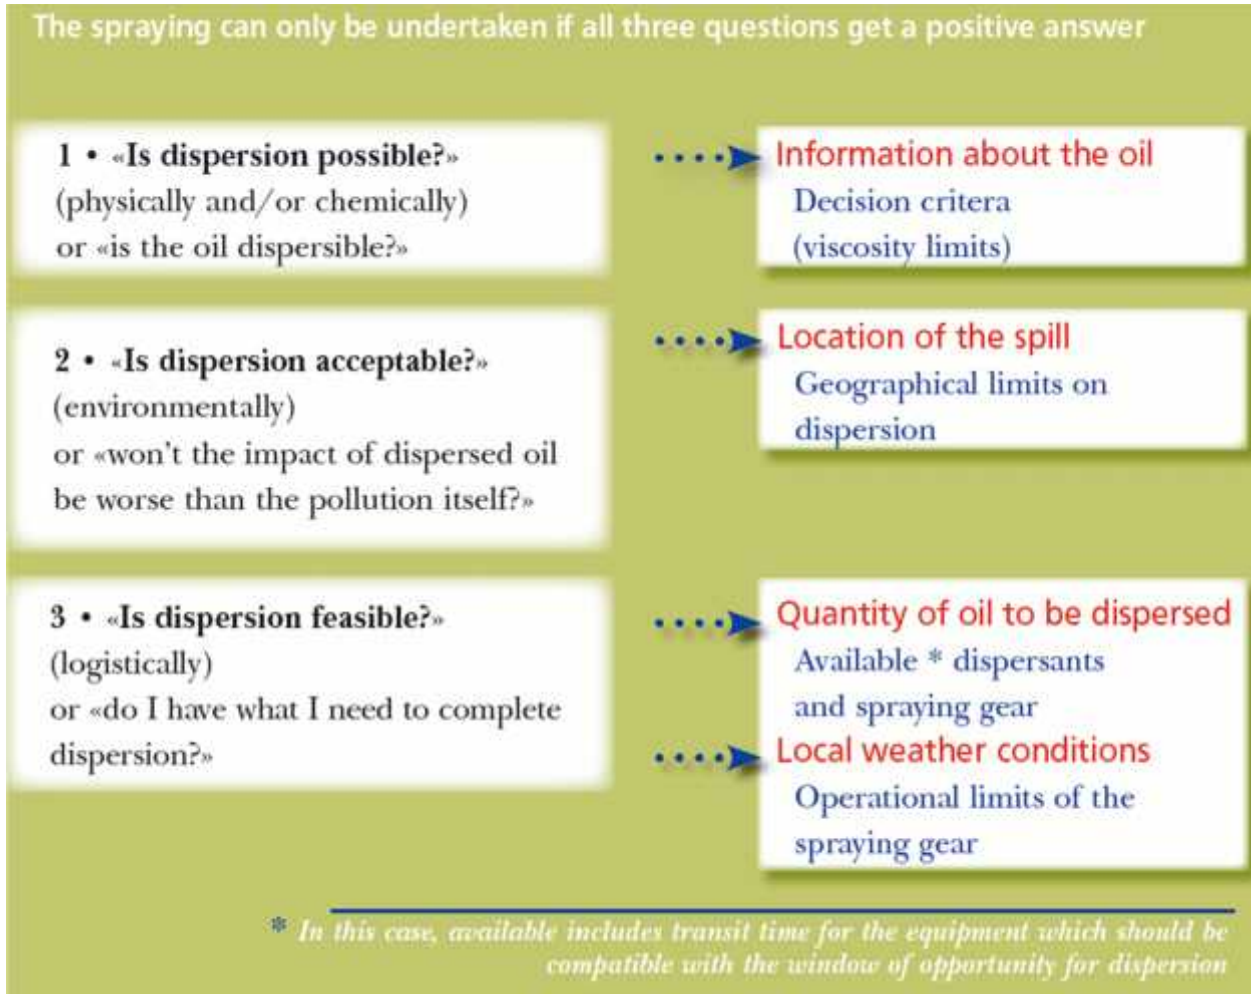 The spraying can only be undertaken if all three questions get a positive answer
1 • «Is dispersion possible?»
(physically and/or chemically)
or «is the oil dispersible?»
Information about the oil
Decision critera
(viscosity limits)
2 • «Is dispersion acceptable?»
(environmentally)
or «won't the impact of dispersed oil
be worse than the pollution itself?»
Location of the spill
Geographical limits on
dispersion
3 • «Is dispersion feasible?»
(logistically)
or «do I have what I need to complete
dispersion?»
Quantity of oil to be dispersed
Available * dispersants
and spraying gear
Local weather conditions
Operational limits of the
spraying gear
* In this case, available includes transit time for the equipment which should be
compatible with the window of opportunity for dispersion